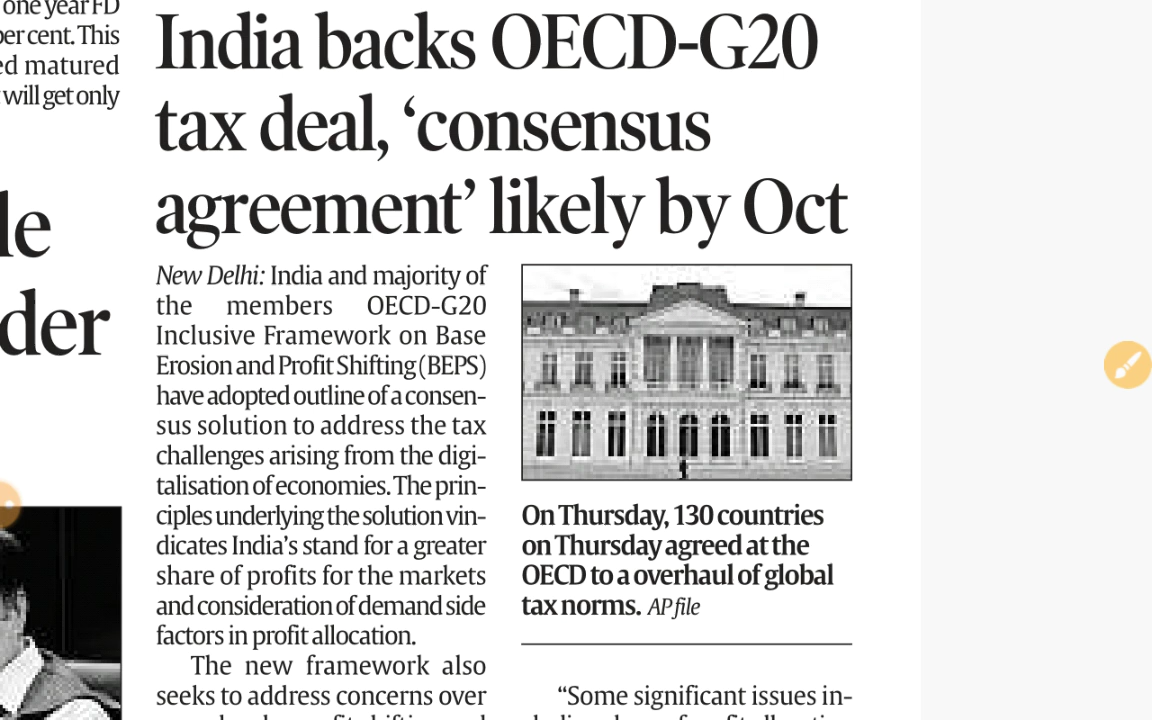 one year FD
per cent. This
ed matured
will get only
le
der
India backs OECD-G20
tax deal, ‘consensus
agreement’ likely by Oct
New Delhi: India and majority of
the members OECD-G20
Inclusive Framework on Base
Erosion and Profit Shifting (BEPS)
have adopted outline of a consen-
sus solution to address the tax
challenges arising from the digi-
talisation of economies. The prin-
ciples underlying the solution vin-
dicates India’s stand for a greater
share of profits for the markets
and consideration of demand side
factors in profit allocation.
The new framework also
seeks to address concerns over
On Thursday, 130 countries
on Thursday agreed at the
OECD to a overhaul of global
tax norms. AP file
“Some significant issues in-